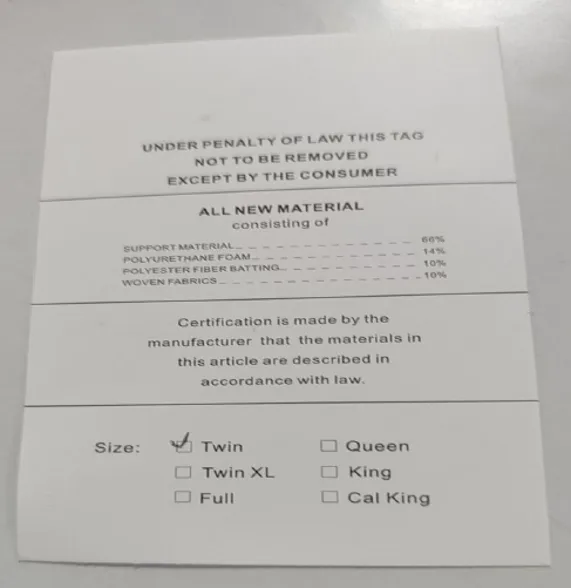 UNDER PENALTY OF LAW THIS TAG
NOT TO BE REMOVED
EXCEPT BY THE CONSUMER
ALL NEW MATERIAL
consisting of
SUPPORT MATERIAL 66%
POLYURETHANE FOAM 14%
POLYESTER FIBER BATTING 10%
WOVEN FABRICS 10%
Certification is made by the
manufacturer that the materials in
this article are described in
accordance with law.
Size: Twin Queen
Twin XL King
Full Cal King